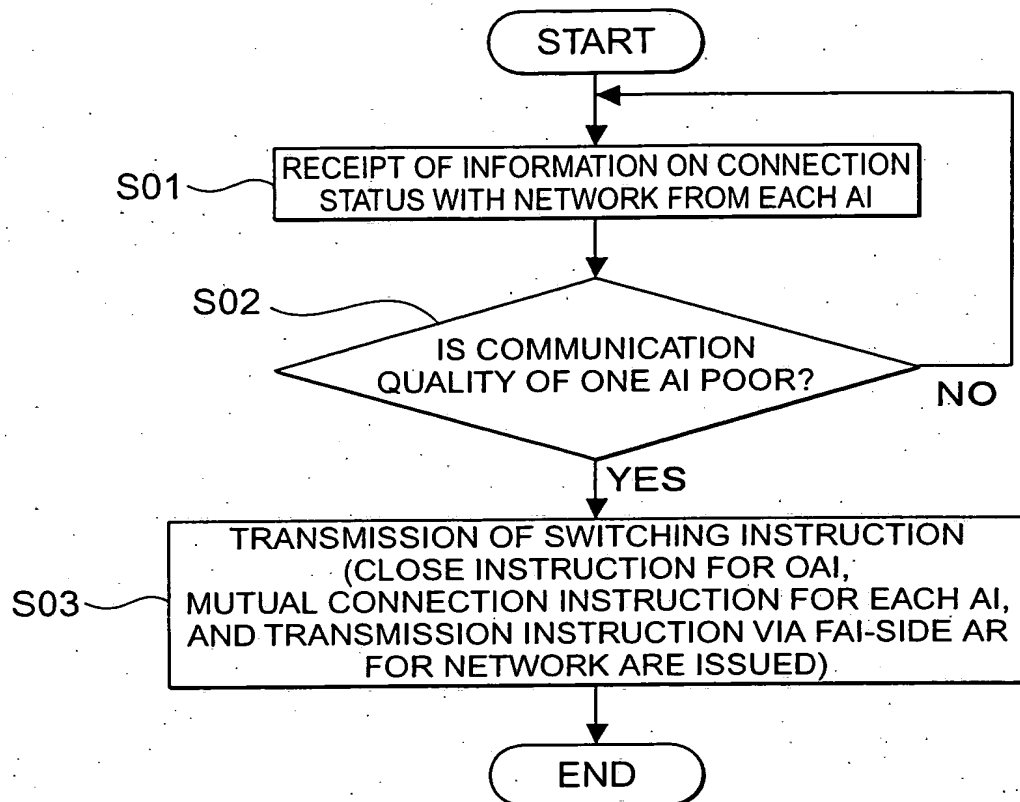 START
S01
RECEIPT OF INFORMATION ON CONNECTION
STATUS WITH NETWORK FROM EACH AI
S02
IS COMMUNICATION
QUALITY OF ONE AI POOR?
NO
YES
S03
TRANSMISSION OF SWITCHING INSTRUCTION
(CLOSE INSTRUCTION FOR OAI,
MUTUAL CONNECTION INSTRUCTION FOR EACH AI,
AND TRANSMISSION INSTRUCTION VIA FAI-SIDE AR
FOR NETWORK ARE ISSUED)
END